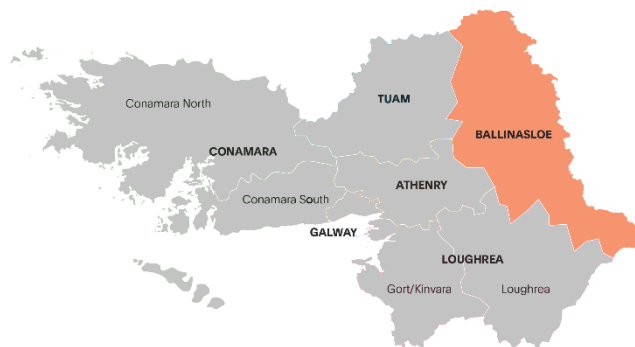 TUAM
Conamara North
BALLINASLOE
CONAMARA
ATHENRY
Conamara South
GALWAY
LOUGHREA
Gort/Kinvara
Loughrea